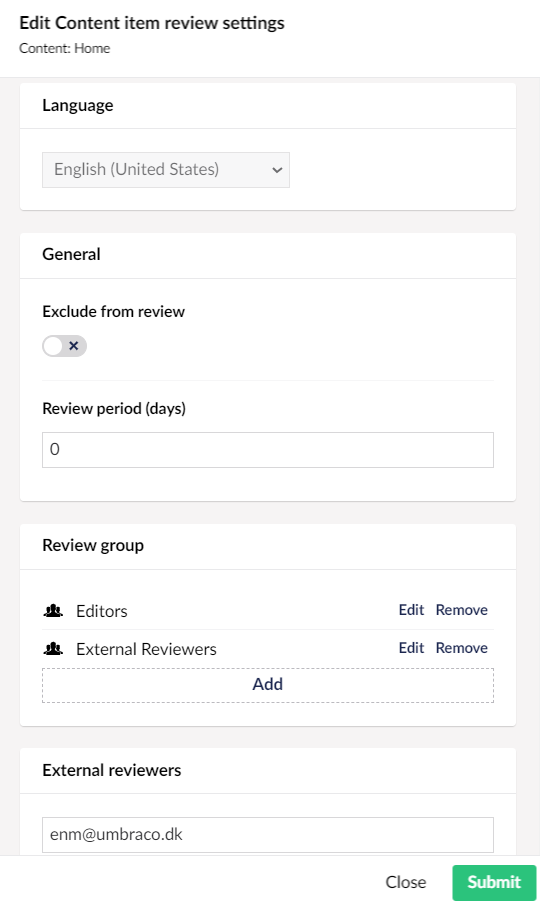 Edit Content item review settings
Content: Home
Language
English (United States)
General
Exclude from review
Review period (days)
0
Review group
Editors Edit Remove
External Reviewers Edit Remove
Add
External reviewers
enm@umbraco.dk
Close Submit